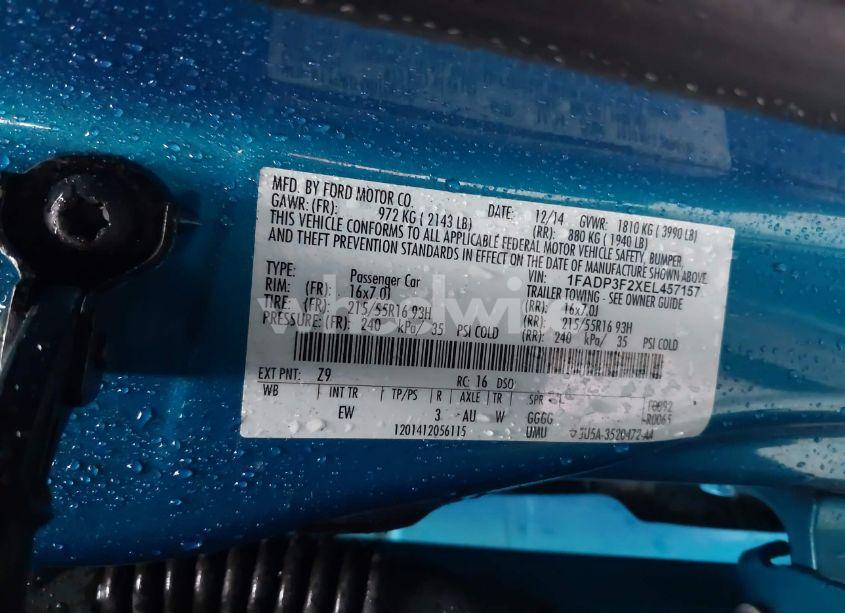 MFD. BY FORD MOTOR CO. DATE: 12/14 GVWR: 1810 KG ( 3990 LB)
GAWR: (FR): 972 KG ( 2143 LB) (RR): 880 KG ( 1940 LB)
THIS VEHICLE CONFORMS TO ALL APPLICABLE FEDERAL MOTOR VEHICLE SAFETY, BUMPER,
AND THEFT PREVENTION STANDARDS IN EFFECT ON THE DATE OF MANUFACTURE SHOWN ABOVE.
VIN: 1FADP3F2XEL457157
TYPE: Passenger Car TRAILER TOWING - SEE OWNER GUIDE
RIM: (FR): 16x7.0J (RR): 16x7.0J
TIRE: (FR): 215/55R16 93H (RR): 215/55R16 93H
PRESSURE: (FR): 240 kPa/ 35 PSI COLD (RR): 240 kPa/ 35 PSI COLD
EXT PNT: Z9 RC: 16 DSO:
WB INT TR TP/PS R AXLE TR SPR
EW 3 AU W GGGG
1201412056115 UMU